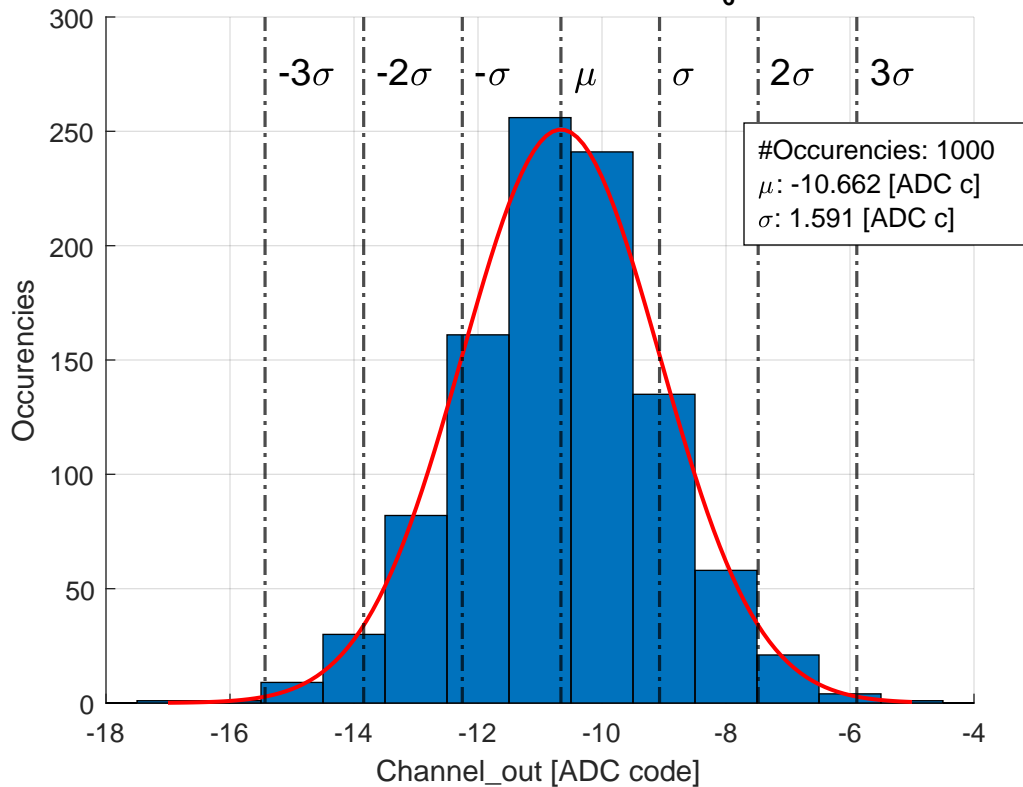 300
250
200
150
100
50
0
Occurencies
-3σ -2σ -σ μ σ 2σ 3σ
#Occurencies: 1000
μ: -10.662 [ADC c]
σ: 1.591 [ADC c]
-18 -16 -14 -12 -10 -8 -6 -4
Channel_out [ADC code]